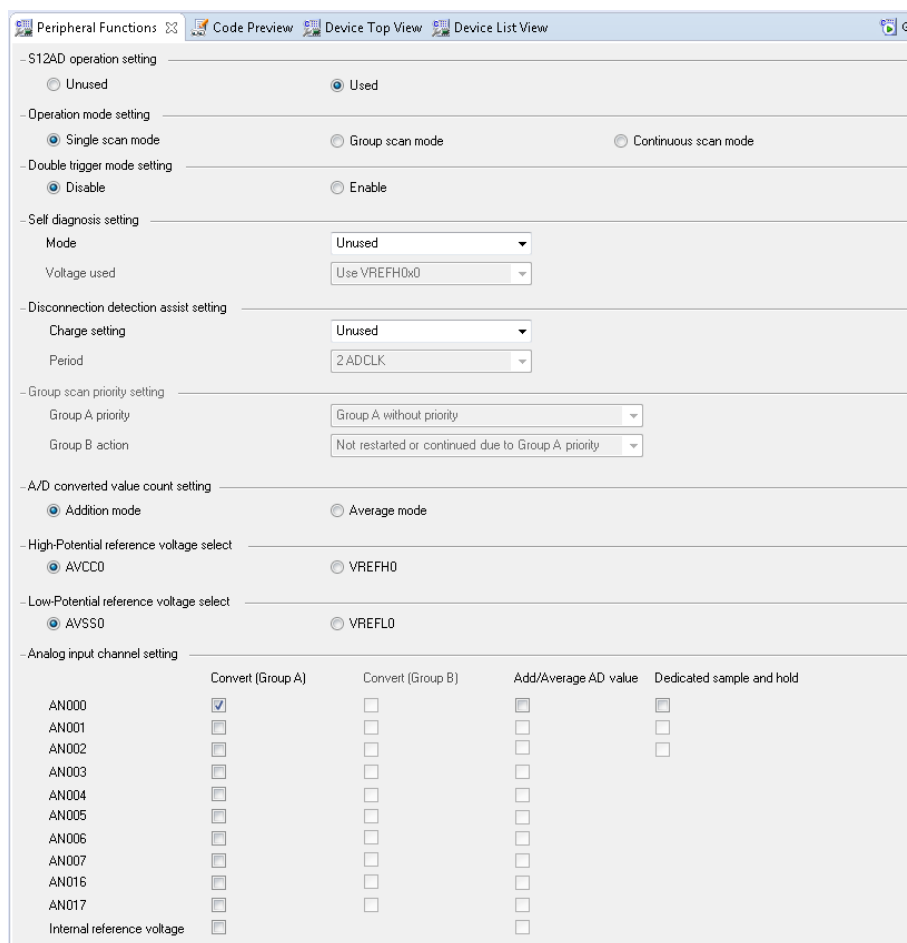 Peripheral Functions Code Preview Device Top View Device List View
S12AD operation setting
Unused Used
Operation mode setting
Single scan mode Group scan mode Continuous scan mode
Double trigger mode setting
Disable Enable
Self diagnosis setting
Mode Unused
Voltage used Use VREFH0x0
Disconnection detection assist setting
Charge setting Unused
Period 2 ADCLK
Group scan priority setting
Group A priority Group A without priority
Group B action Not restarted or continued due to Group A priority
A/D converted value count setting
Addition mode Average mode
High-Potential reference voltage select
AVCC0 VREFH0
Low-Potential reference voltage select
AVSS0 VREFL0
Analog input channel setting
Convert (Group A) Convert (Group B) Add/Average AD value Dedicated sample and hold
AN000
AN001
AN002
AN003
AN004
AN005
AN006
AN007
AN016
AN017
Internal reference voltage